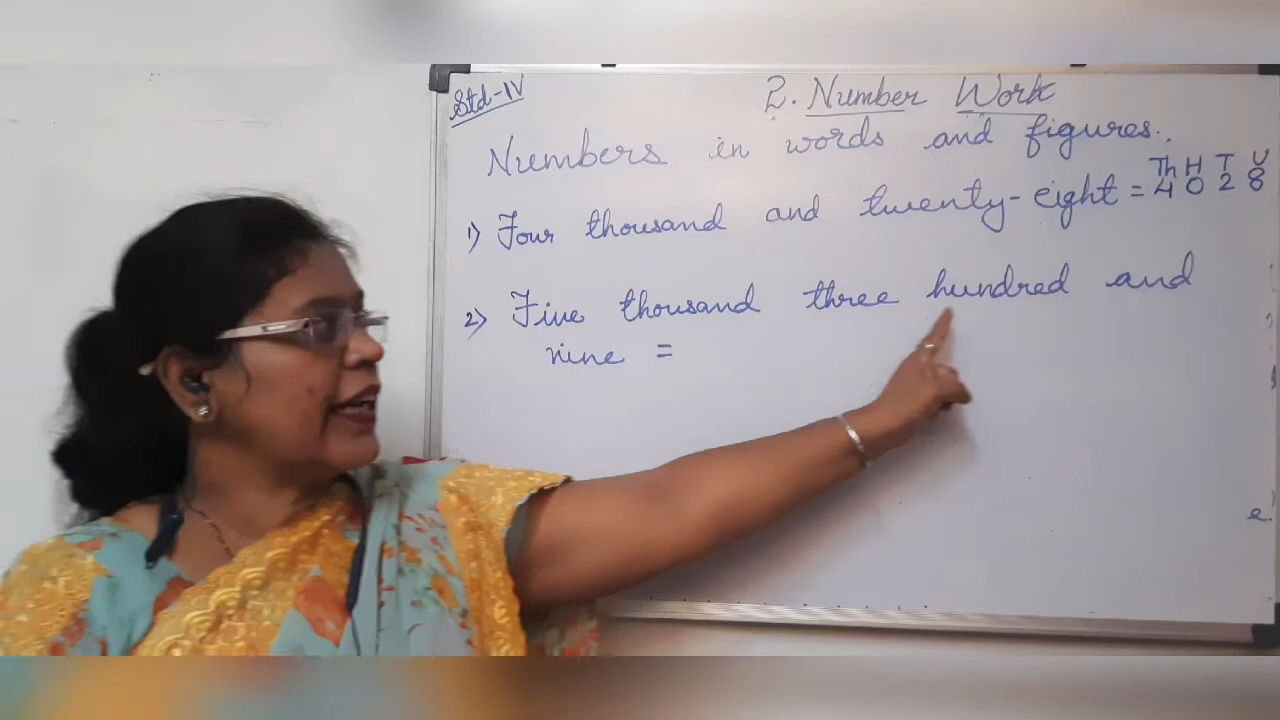 Std-IV
2. Number Work
Numbers in words and figures.
Th H T U
1) Four thousand and twenty-eight = 4 0 2 8
2) Five thousand three hundred and
nine =
e.